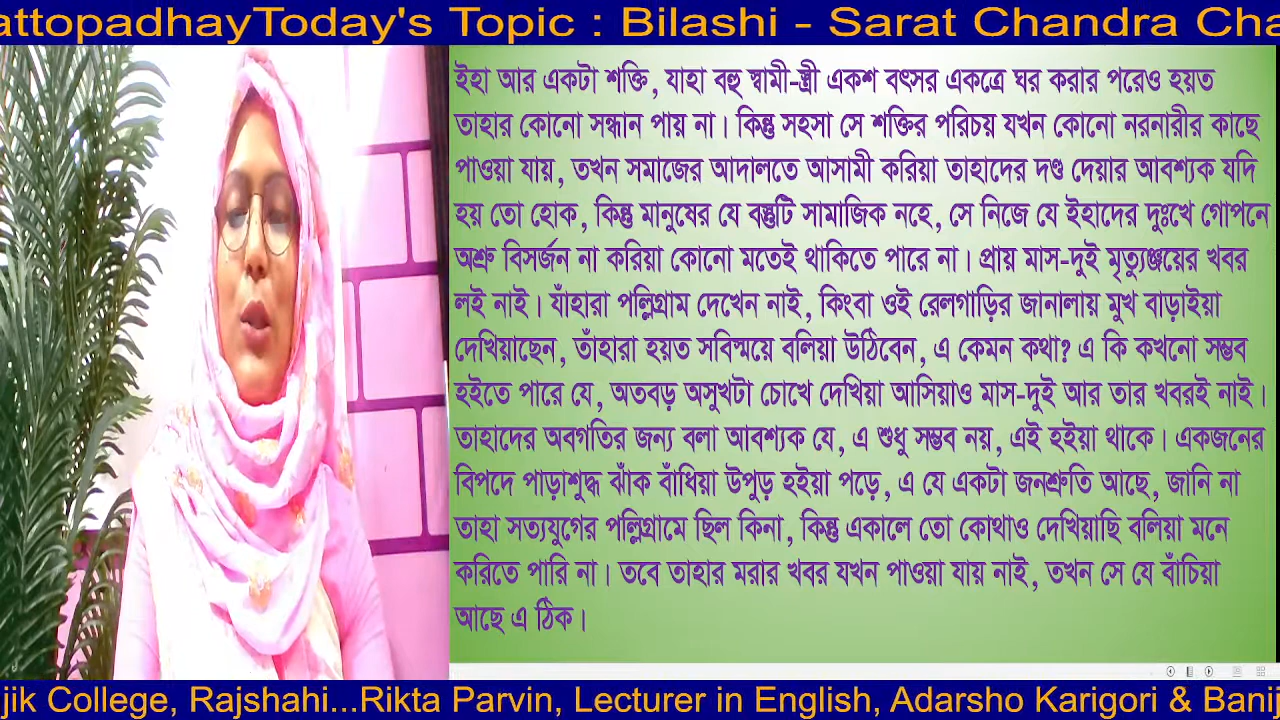 attopadhayToday's Topic : Bilashi - Sarat Chandra Cha
ইহা আর একটা শক্তি, যাহা বহু স্বামী-স্ত্রী একশ বৎসর একত্রে ঘর করার পরেও হয়ত
তাহার কোনো সন্ধান পায় না। কিন্তু সহসা সে শক্তির পরিচয় যখন কোনো নরনারীর কাছে
পাওয়া যায়, তখন সমাজের আদালতে আসামী করিয়া তাহাদের দণ্ড দেয়ার আবশ্যক যদি
হয় তো হোক, কিন্তু মানুষের যে বস্তুটি সামাজিক নহে, সে নিজে যে ইহাদের দুঃখে গোপনে
অশ্রু বিসর্জন না করিয়া কোনো মতেই থাকিতে পারে না। প্রায় মাস-দুই মৃত্যুঞ্জয়ের খবর
লই নাই। যাঁহারা পল্লিগ্রাম দেখেন নাই, কিংবা ওই রেলগাড়ির জানালায় মুখ বাড়াইয়া
দেখিয়াছেন, তাঁহারা হয়ত সবিস্ময়ে বলিয়া উঠিবেন, এ কেমন কথা? এ কি কখনো সম্ভব
হইতে পারে যে, অতবড় অসুখটা চোখে দেখিয়া আসিয়াও মাস-দুই আর তার খবরই নাই।
তাহাদের অবগতির জন্য বলা আবশ্যক যে, এ শুধু সম্ভব নয়, এই হইয়া থাকে। একজনের
বিপদে পাড়াশুদ্ধ ঝাঁক বাঁধিয়া উপুড় হইয়া পড়ে, এ যে একটা জনশ্রুতি আছে, জানি না
তাহা সত্যযুগের পল্লিগ্রামে ছিল কিনা, কিন্তু একালে তো কোথাও দেখিয়াছি বলিয়া মনে
করিতে পারি না। তবে তাহার মরার খবর যখন পাওয়া যায় নাই, তখন সে যে বাঁচিয়া
আছে এ ঠিক।
jik College, Rajshahi...Rikta Parvin, Lecturer in English, Adarsho Karigori & Banij